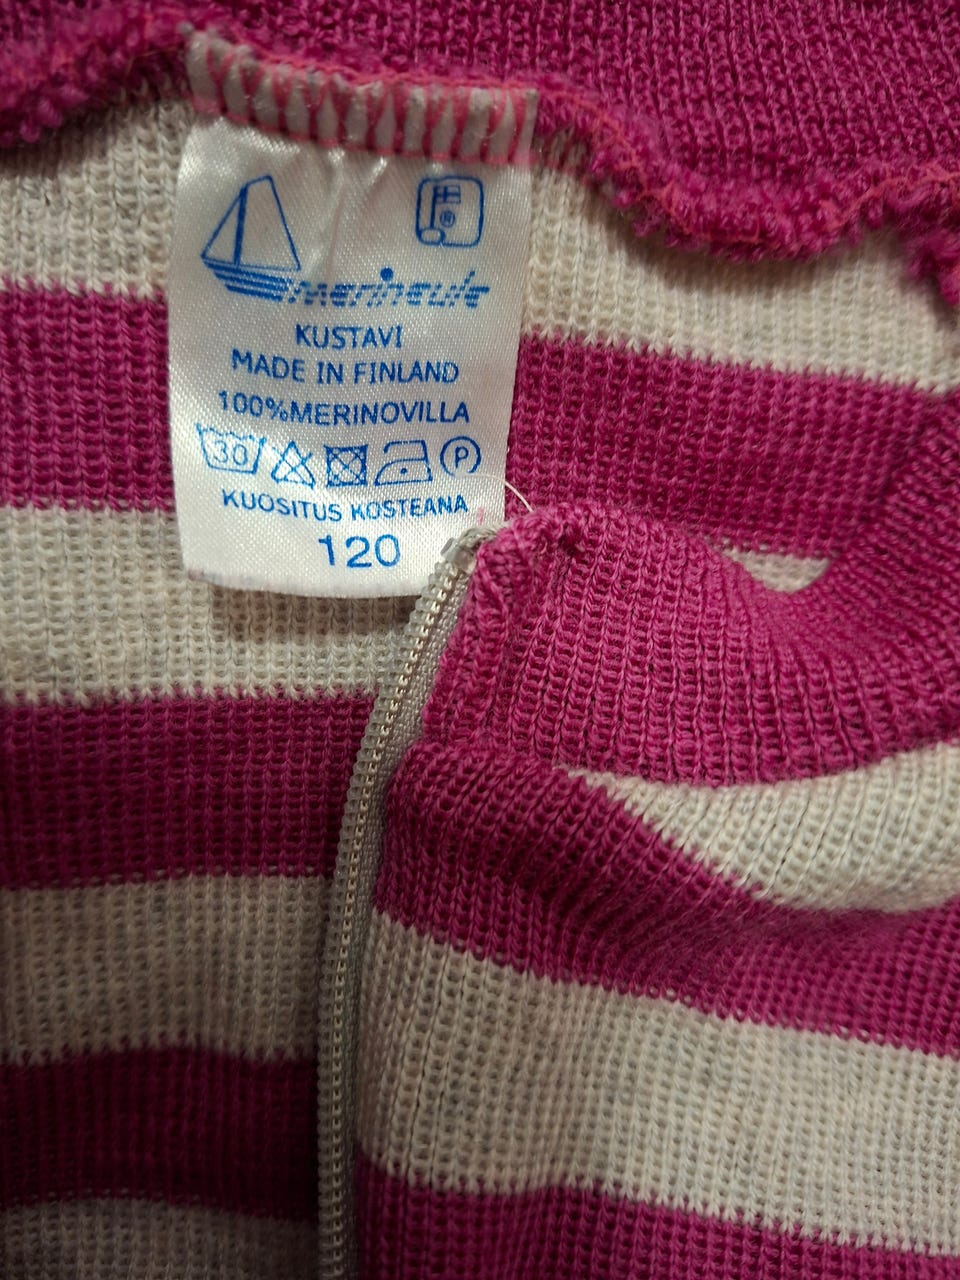 ®
merineule
KUSTAVI
MADE IN FINLAND
100%MERINOVILLA
30 P
KUOSITUS KOSTEANA
120